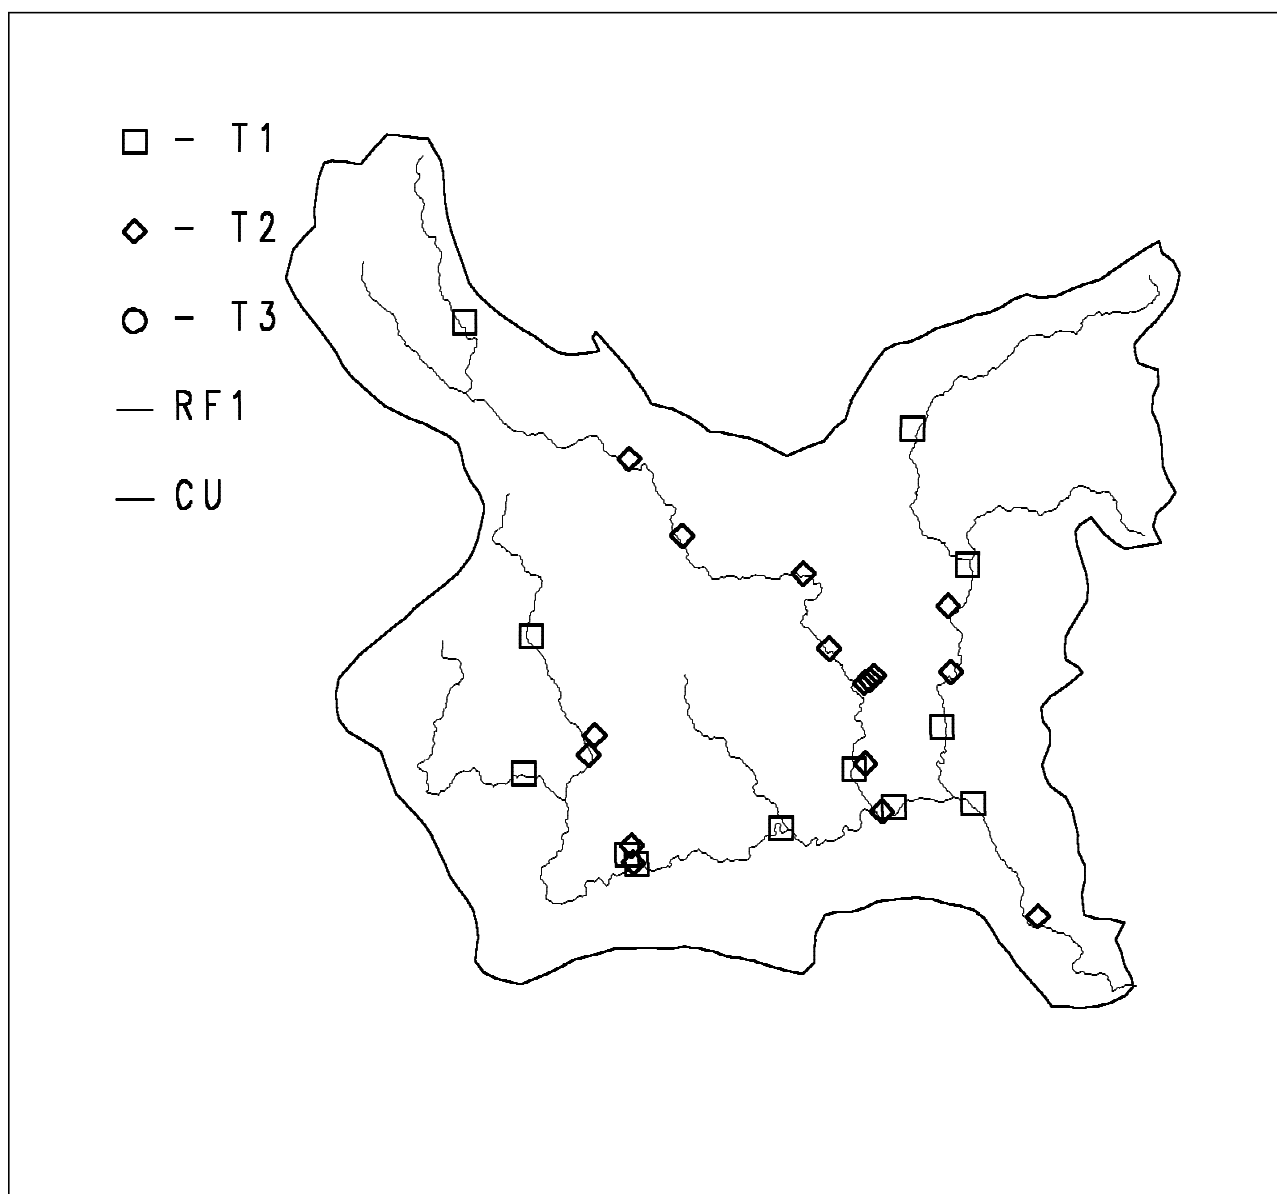 - T1
- T2
- T3
— RF1
— CU